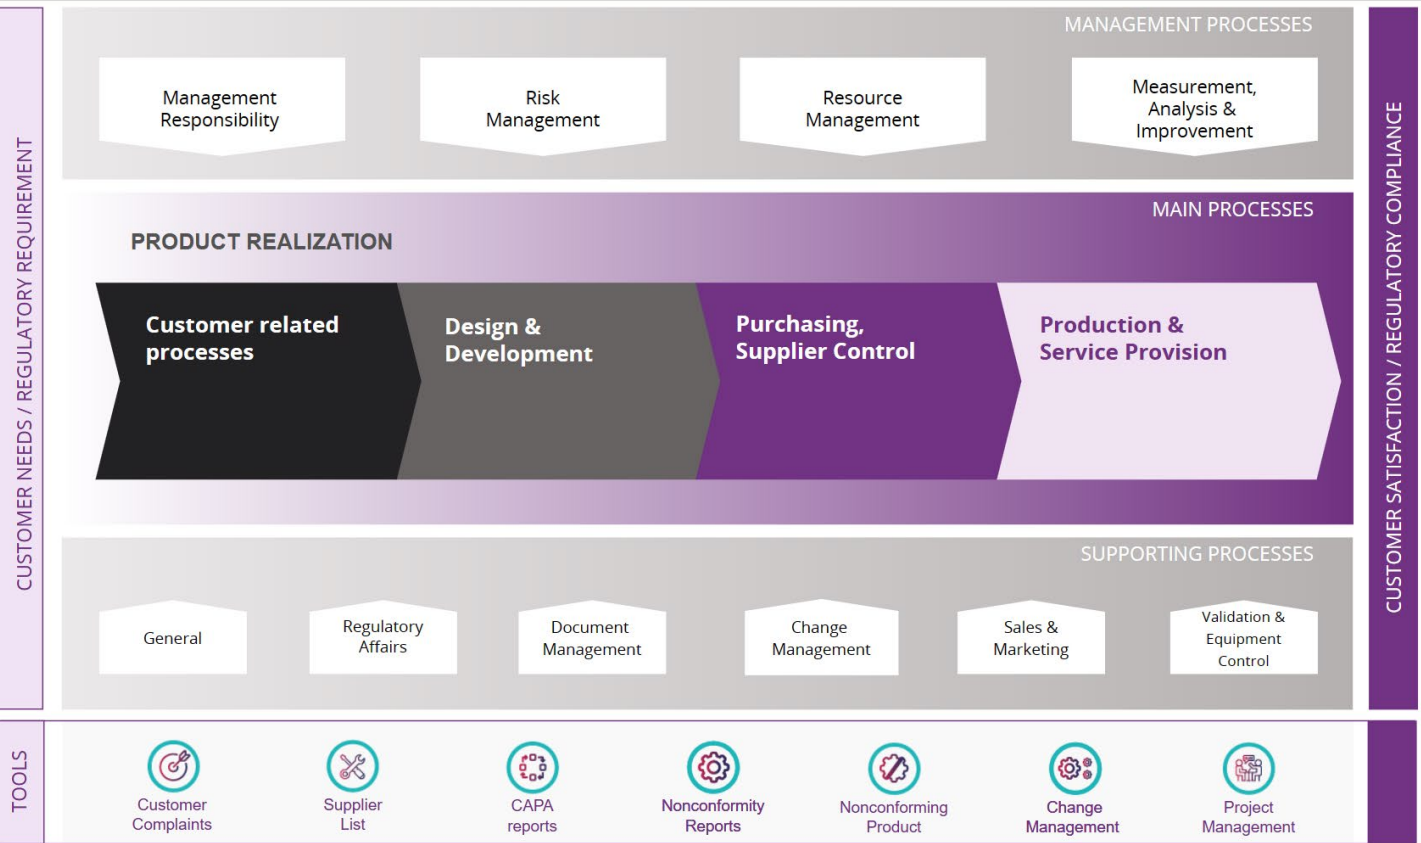 CUSTOMER NEEDS / REGULATORY REQUIREMENT
MANAGEMENT PROCESSES
Management
Responsibility
Risk
Management
Resource
Management
Measurement,
Analysis &
Improvement
MAIN PROCESSES
PRODUCT REALIZATION
Customer related
processes
Design &
Development
Purchasing,
Supplier Control
Production &
Service Provision
SUPPORTING PROCESSES
General
Regulatory
Affairs
Document
Management
Change
Management
Sales &
Marketing
Validation &
Equipment
Control
CUSTOMER SATISFACTION / REGULATORY COMPLIANCE
TOOLS
Customer
Complaints
Supplier
List
CAPA
reports
Nonconformity
Reports
Nonconforming
Product
Change
Management
Project
Management